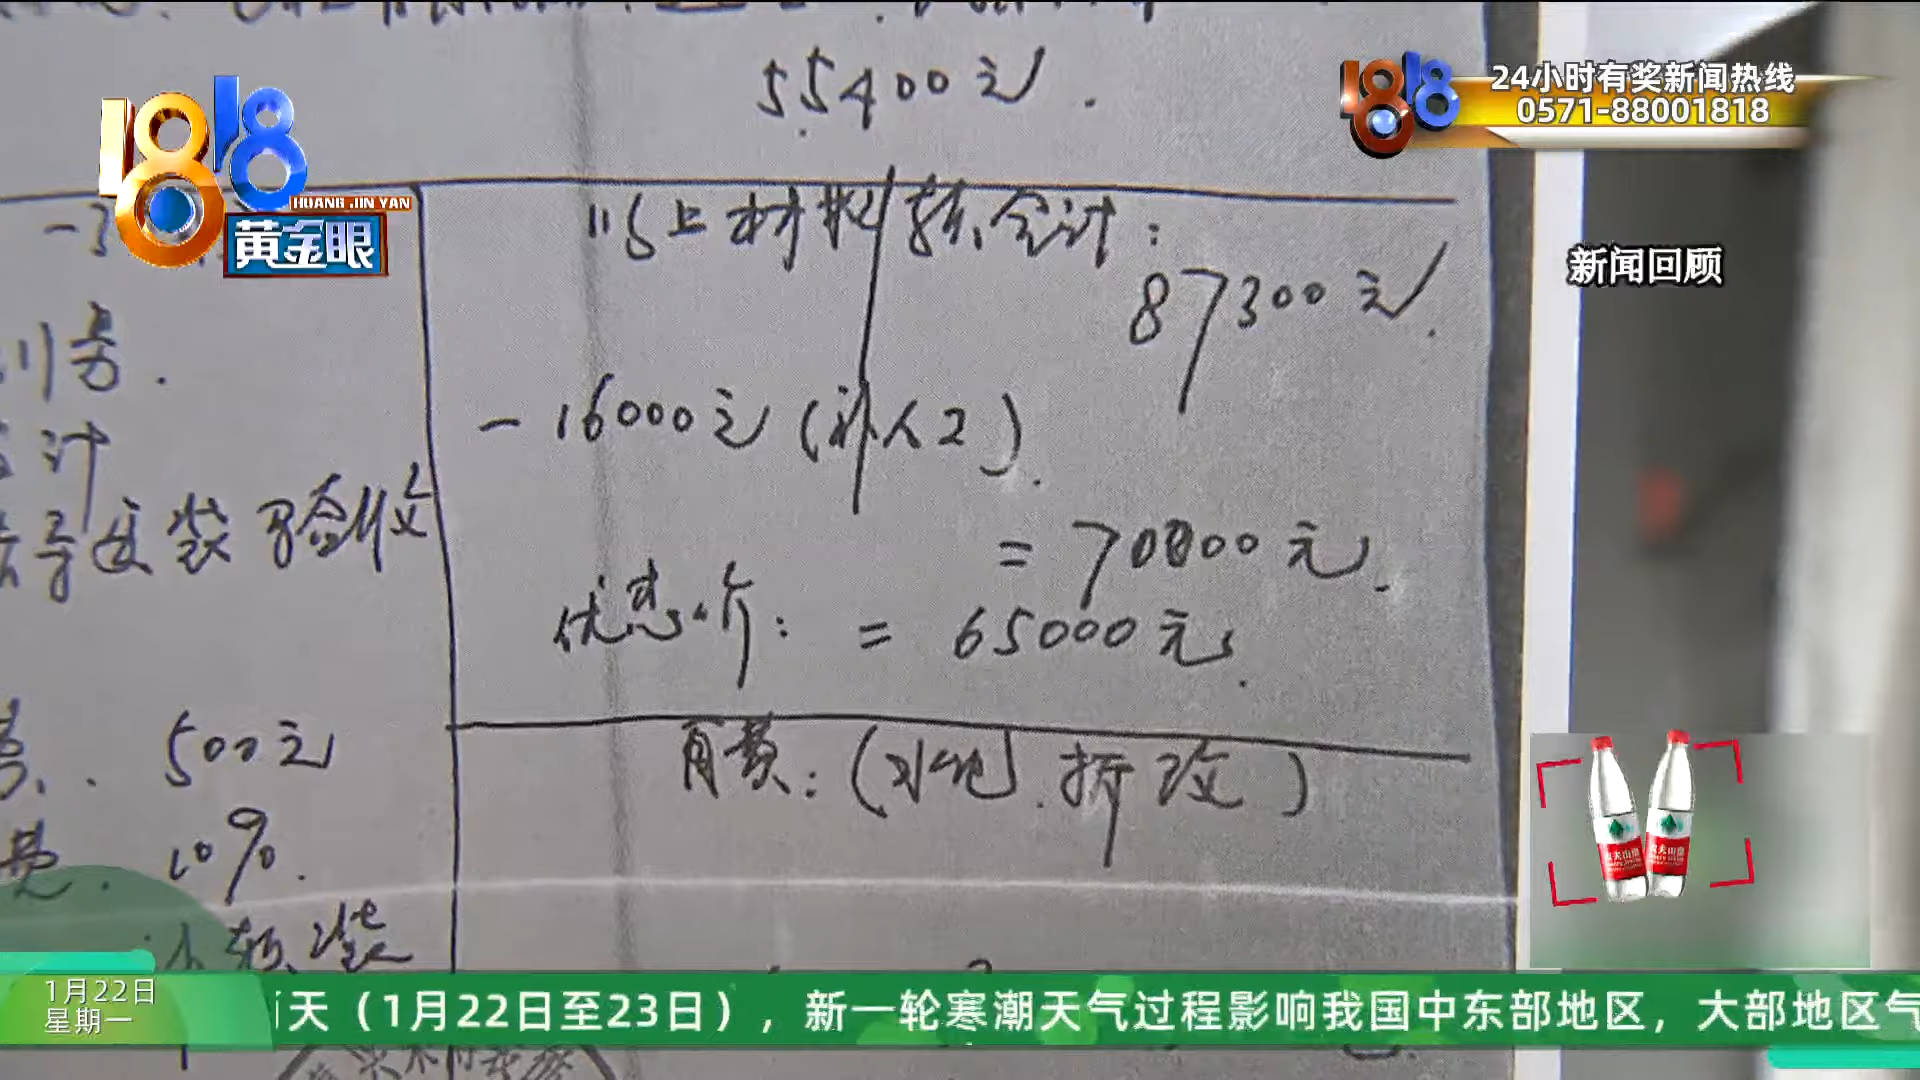 55400元.
1818
HUANG JIN YAN
黄金眼
24小时有奖新闻热线
0571-88001818
新闻回顾
以上材料款合计:
87300元.
-16000元(补人工).
=70800元.
优惠价: =65000元.
安装验收
500元
10%.
(水电.拆改)
1月22日
星期一
天（1月22日至23日），新一轮寒潮天气过程影响我国中东部地区，大部地区气